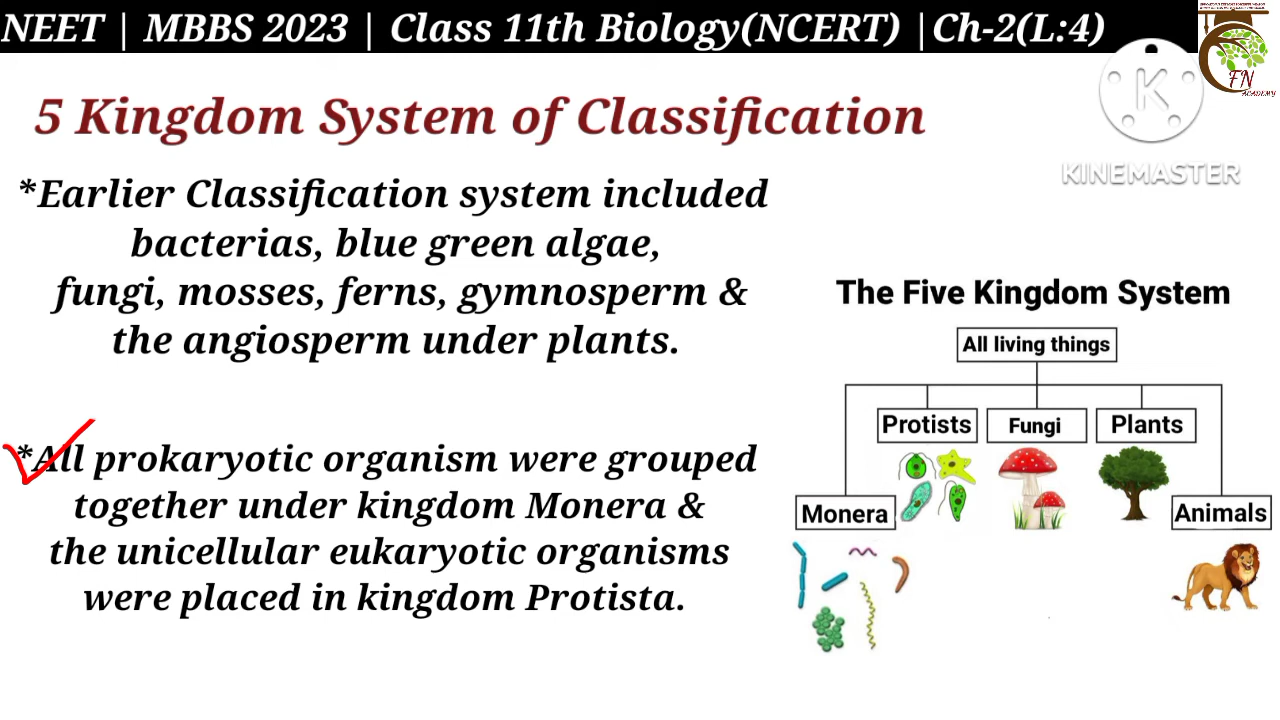 NEET | MBBS 2023 | Class 11th Biology(NCERT) |Ch-2(L:4)
FN
ACADEMY
K
KINEMASTER
5 Kingdom System of Classification
*Earlier Classification system included
bacterias, blue green algae,
fungi, mosses, ferns, gymnosperm &
the angiosperm under plants.
*All prokaryotic organism were grouped
together under kingdom Monera &
the unicellular eukaryotic organisms
were placed in kingdom Protista.
The Five Kingdom System
All living things
Protists Fungi Plants
Monera Animals